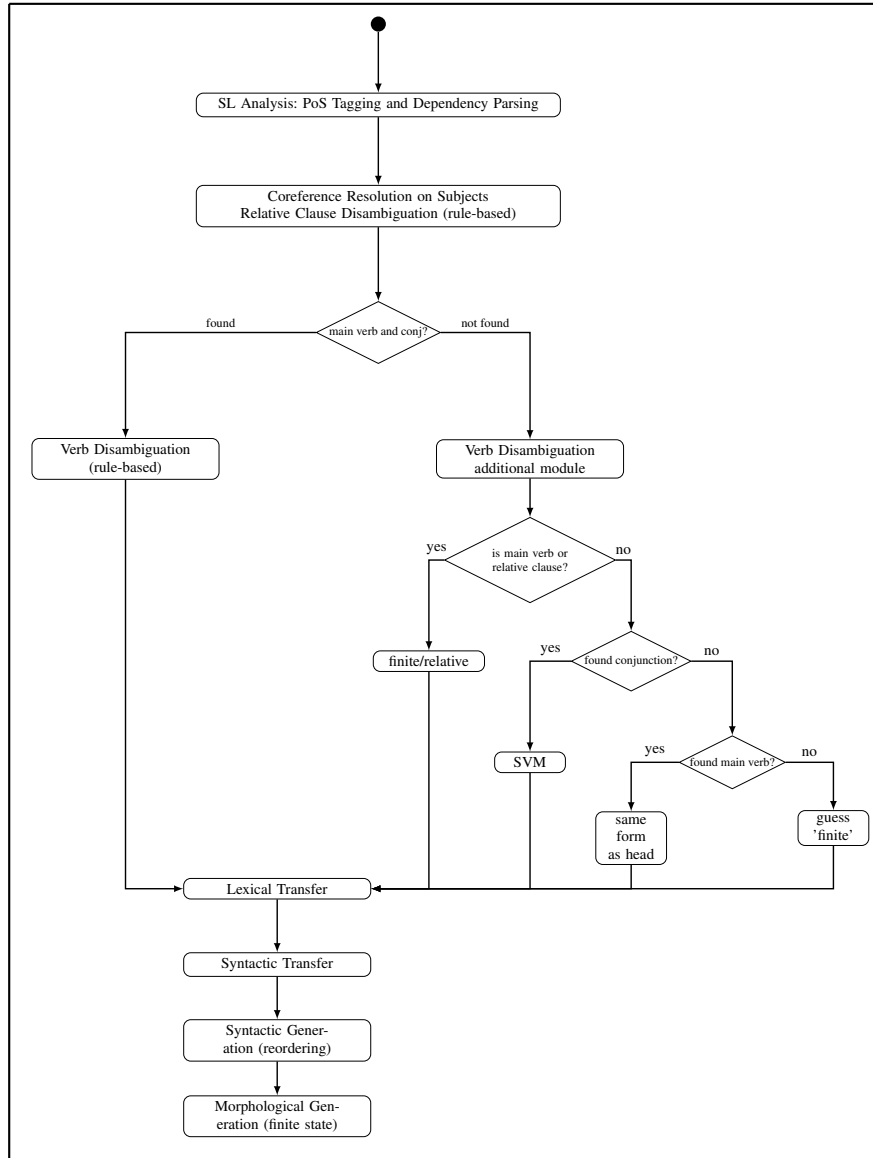 SL Analysis: PoS Tagging and Dependency Parsing
Coreference Resolution on Subjects
Relative Clause Disambiguation (rule-based)
found
main verb and conj?
not found
Verb Disambiguation
(rule-based)
Verb Disambiguation
additional module
yes
is main verb or
relative clause?
no
finite/relative
yes
found conjunction?
no
SVM
yes
found main verb?
no
same
form
as head
guess
'finite'
Lexical Transfer
Syntactic Transfer
Syntactic Gener-
ation (reordering)
Morphological Gen-
eration (finite state)